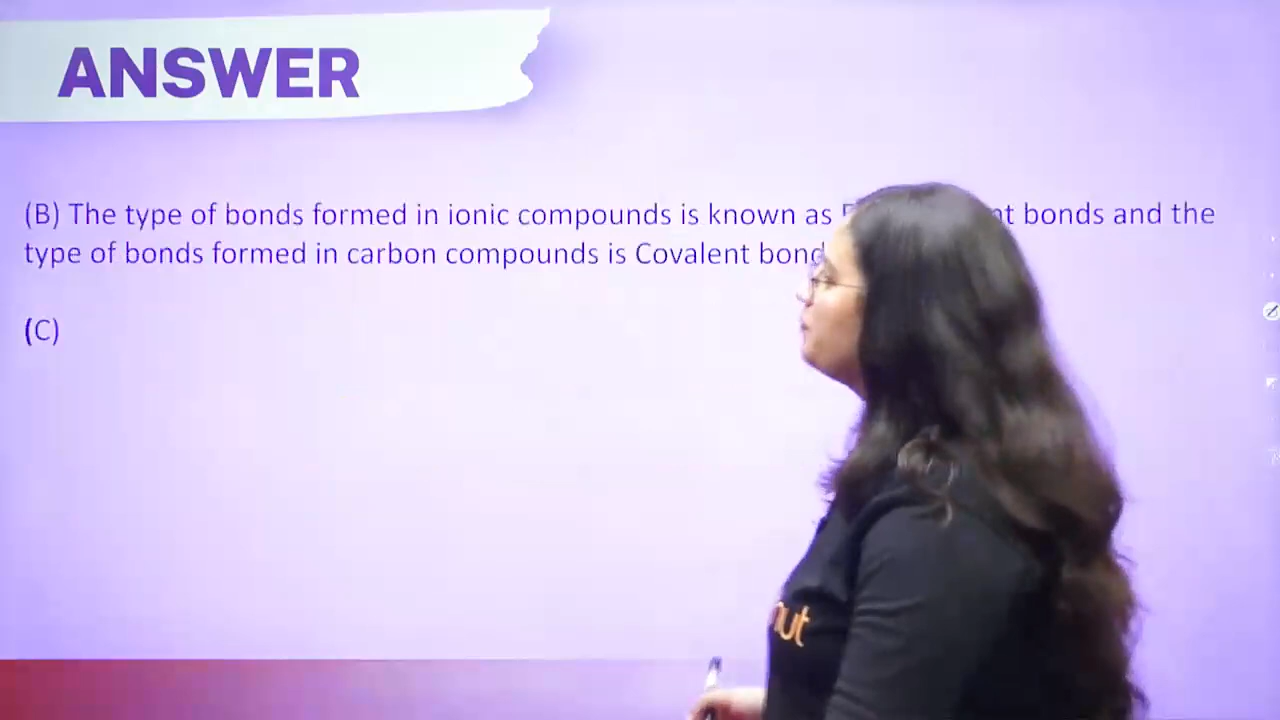 ANSWER
(B) The type of bonds formed in ionic compounds is known as bonds and the
type of bonds formed in carbon compounds is Covalent
(C)